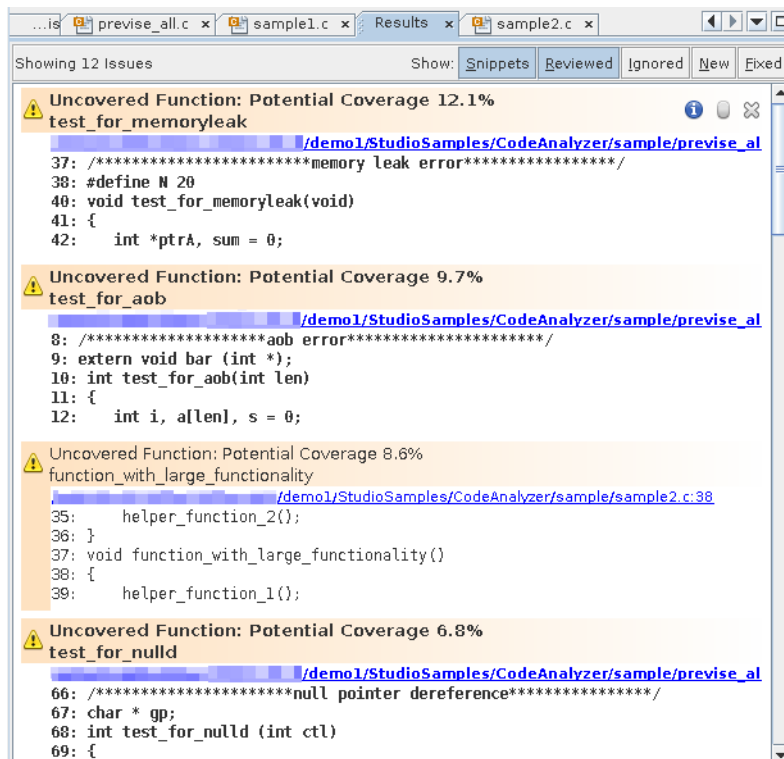 ...is previse_all.c x sample1.c x Results x sample2.c x
Showing 12 Issues Show: Snippets Reviewed Ignored New Fixed
Uncovered Function: Potential Coverage 12.1%
test_for_memoryleak
/demo1/StudioSamples/CodeAnalyzer/sample/previse_al
37: /************************memory leak error*****************/
38: #define N 20
40: void test_for_memoryleak(void)
41: {
42: int *ptrA, sum = 0;
Uncovered Function: Potential Coverage 9.7%
test_for_aob
/demo1/StudioSamples/CodeAnalyzer/sample/previse_al
8: /********************aob error**********************/
9: extern void bar (int *);
10: int test_for_aob(int len)
11: {
12: int i, a[len], s = 0;
Uncovered Function: Potential Coverage 8.6%
function_with_large_functionality
/demo1/StudioSamples/CodeAnalyzer/sample/sample2.c:38
35: helper_function_2();
36: }
37: void function_with_large_functionality()
38: {
39: helper_function_1();
Uncovered Function: Potential Coverage 6.8%
test_for_nulld
/demo1/StudioSamples/CodeAnalyzer/sample/previse_al
66: /**********************null pointer dereference****************/
67: char * gp;
68: int test_for_nulld (int ctl)
69: {